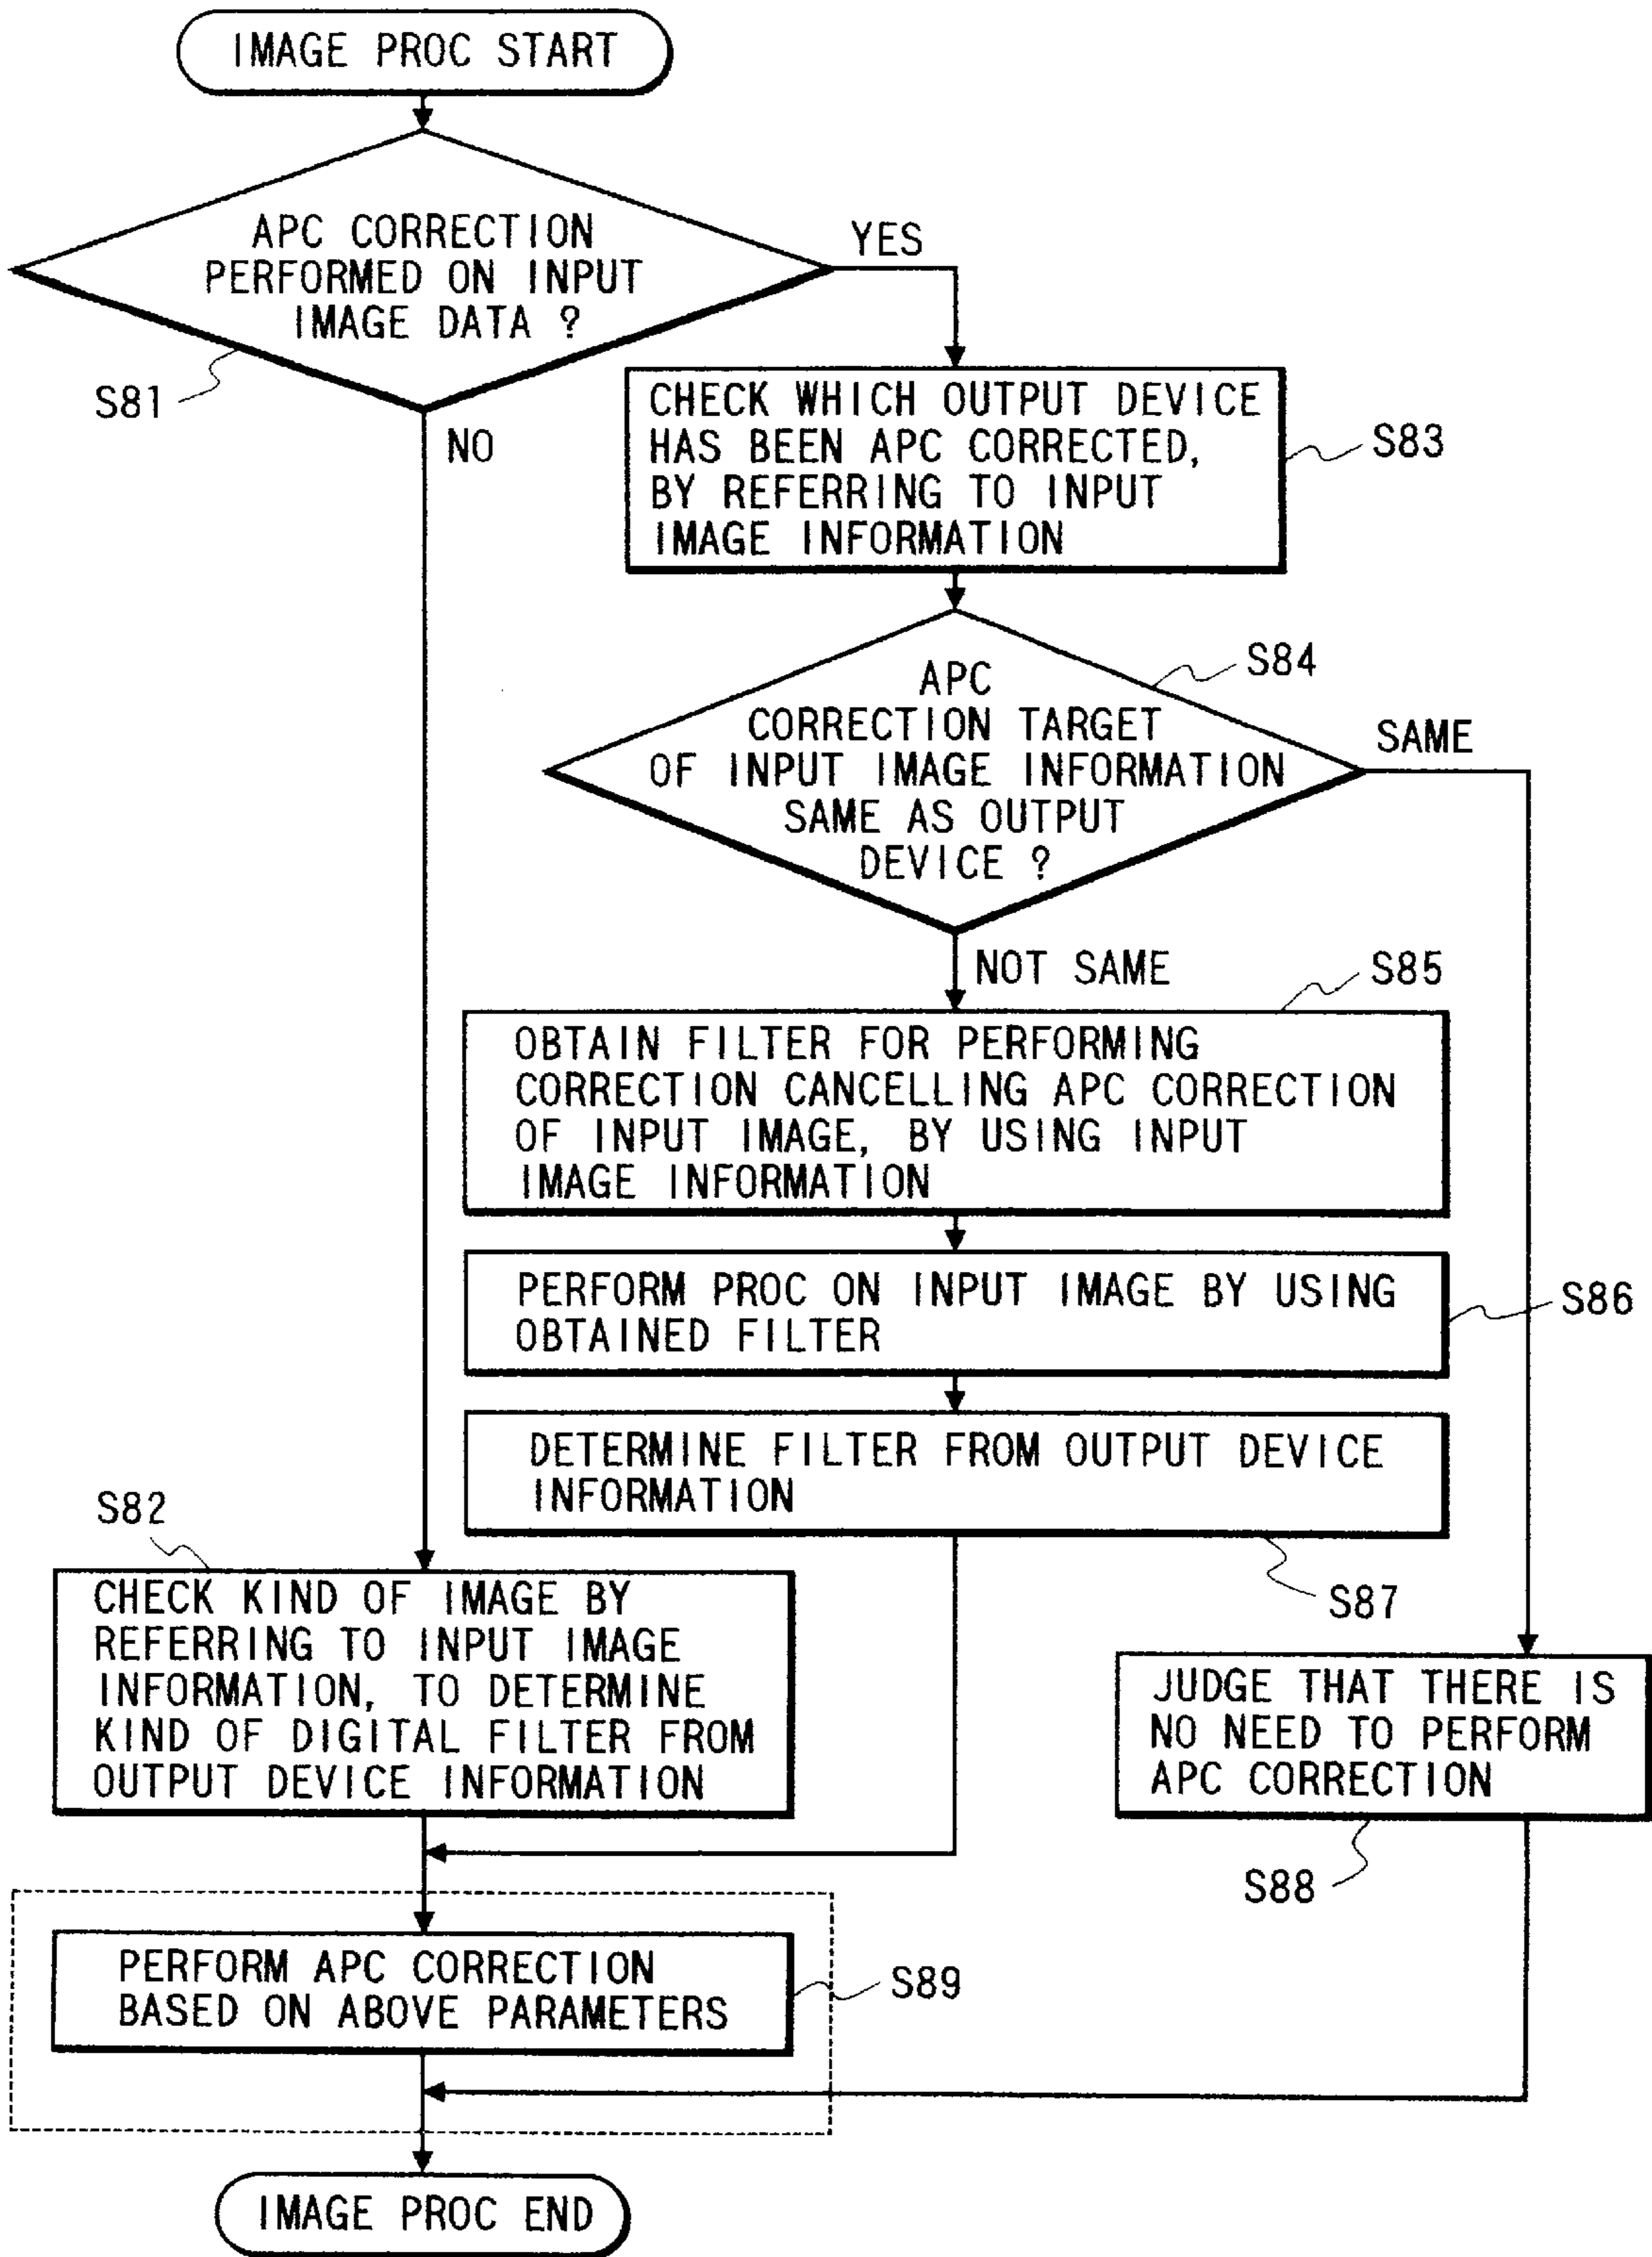 IMAGE PROC START
APC CORRECTION
PERFORMED ON INPUT
IMAGE DATA ?
YES
S81
NO
CHECK WHICH OUTPUT DEVICE
HAS BEEN APC CORRECTED,
BY REFERRING TO INPUT
IMAGE INFORMATION
S83
APC
CORRECTION TARGET
OF INPUT IMAGE INFORMATION
SAME AS OUTPUT
DEVICE ?
S84
SAME
NOT SAME
S85
OBTAIN FILTER FOR PERFORMING
CORRECTION CANCELLING APC CORRECTION
OF INPUT IMAGE, BY USING INPUT
IMAGE INFORMATION
PERFORM PROC ON INPUT IMAGE BY USING
OBTAINED FILTER
S86
DETERMINE FILTER FROM OUTPUT DEVICE
INFORMATION
S87
S82
CHECK KIND OF IMAGE BY
REFERRING TO INPUT IMAGE
INFORMATION, TO DETERMINE
KIND OF DIGITAL FILTER FROM
OUTPUT DEVICE INFORMATION
JUDGE THAT THERE IS
NO NEED TO PERFORM
APC CORRECTION
S88
PERFORM APC CORRECTION
BASED ON ABOVE PARAMETERS
S89
IMAGE PROC END